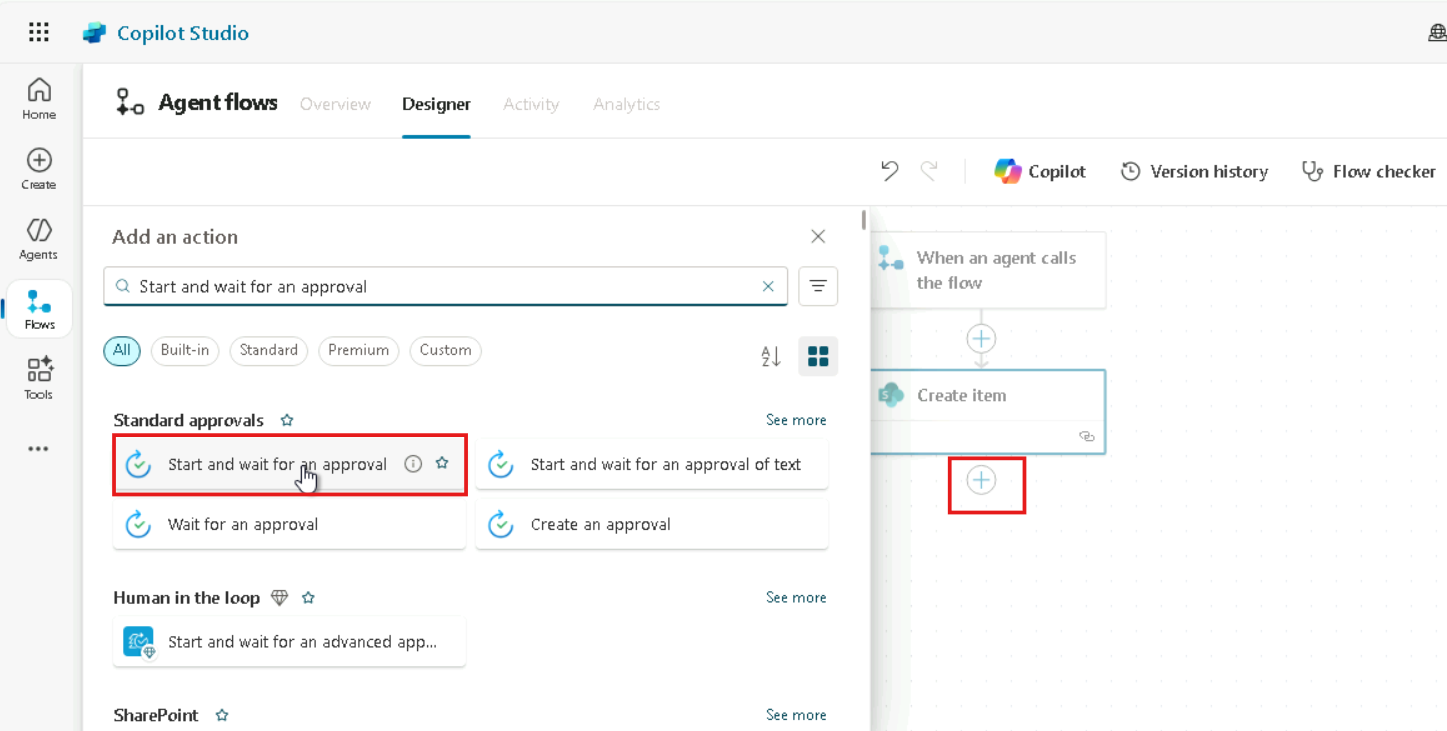 Copilot Studio
Home
Create
Agents
Flows
Tools
Agent flows
Overview
Designer
Activity
Analytics
Copilot
Version history
Flow checker
Add an action
Start and wait for an approval
All
Built-in
Standard
Premium
Custom
A
Z
Standard approvals
See more
Start and wait for an approval
Start and wait for an approval of text
Wait for an approval
Create an approval
Human in the loop
See more
Start and wait for an advanced app...
SharePoint
See more
When an agent calls
the flow
Create item